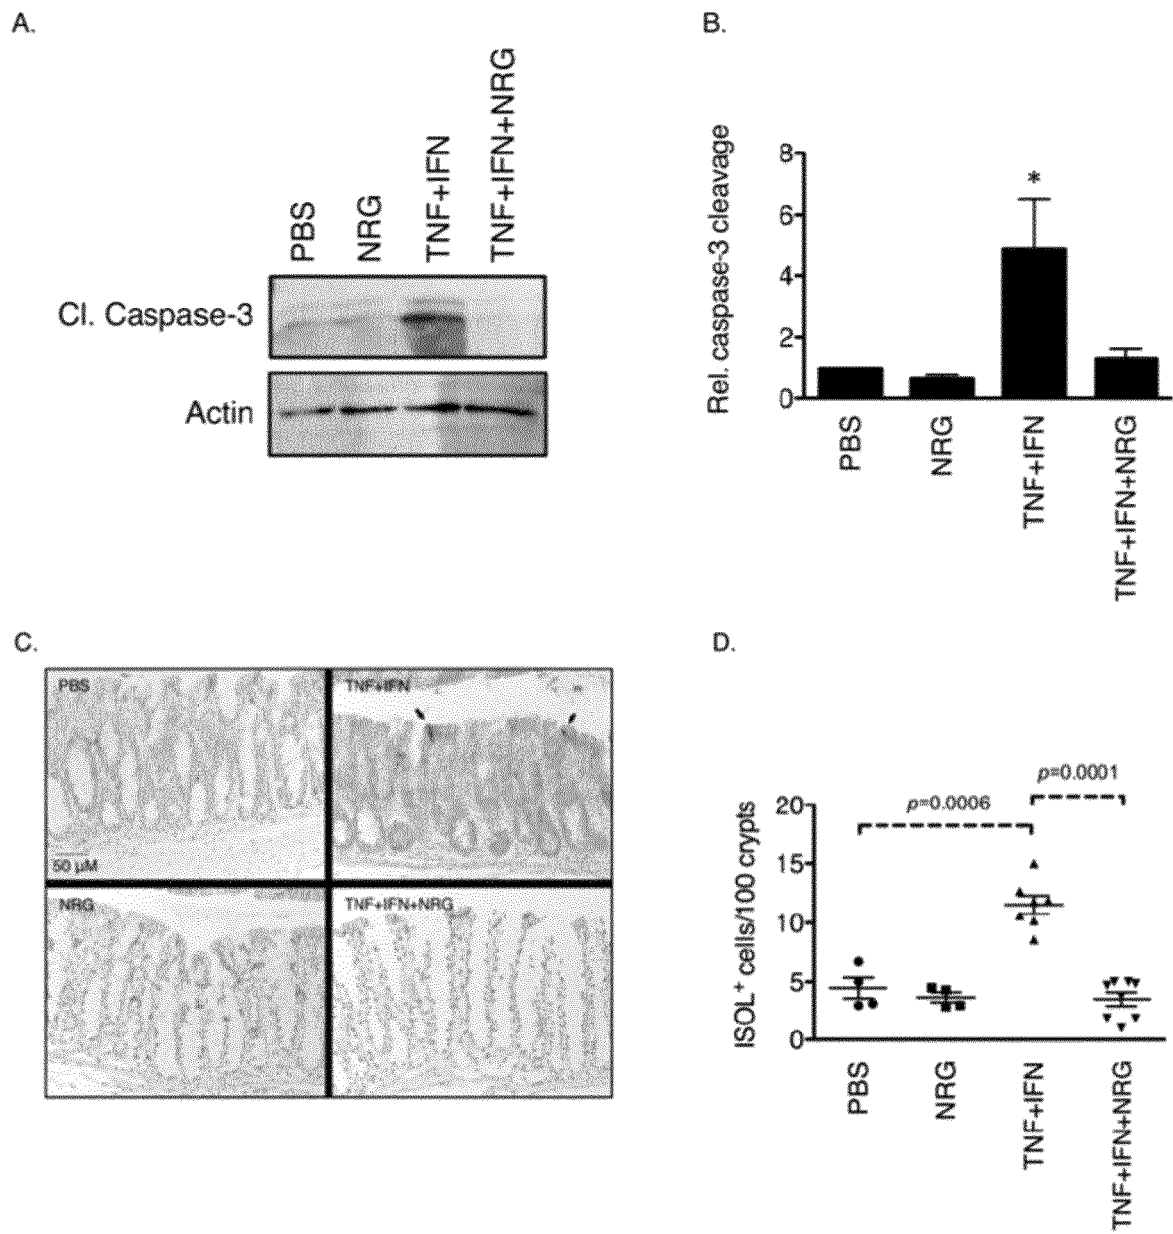 A.
PBS
NRG
TNF+IFN
TNF+IFN+NRG
Cl. Caspase-3
Actin
B.
Rel. caspase-3 cleavage
8
6
4
2
0
*
PBS
NRG
TNF+IFN
TNF+IFN+NRG
C.
PBS
TNF+IFN
50 µM
NRG
TNF+IFN+NRG
D.
ISOL+ cells/100 crypts
20
15
10
5
0
p=0.0006
p=0.0001
PBS
NRG
TNF+IFN
TNF+IFN+NRG